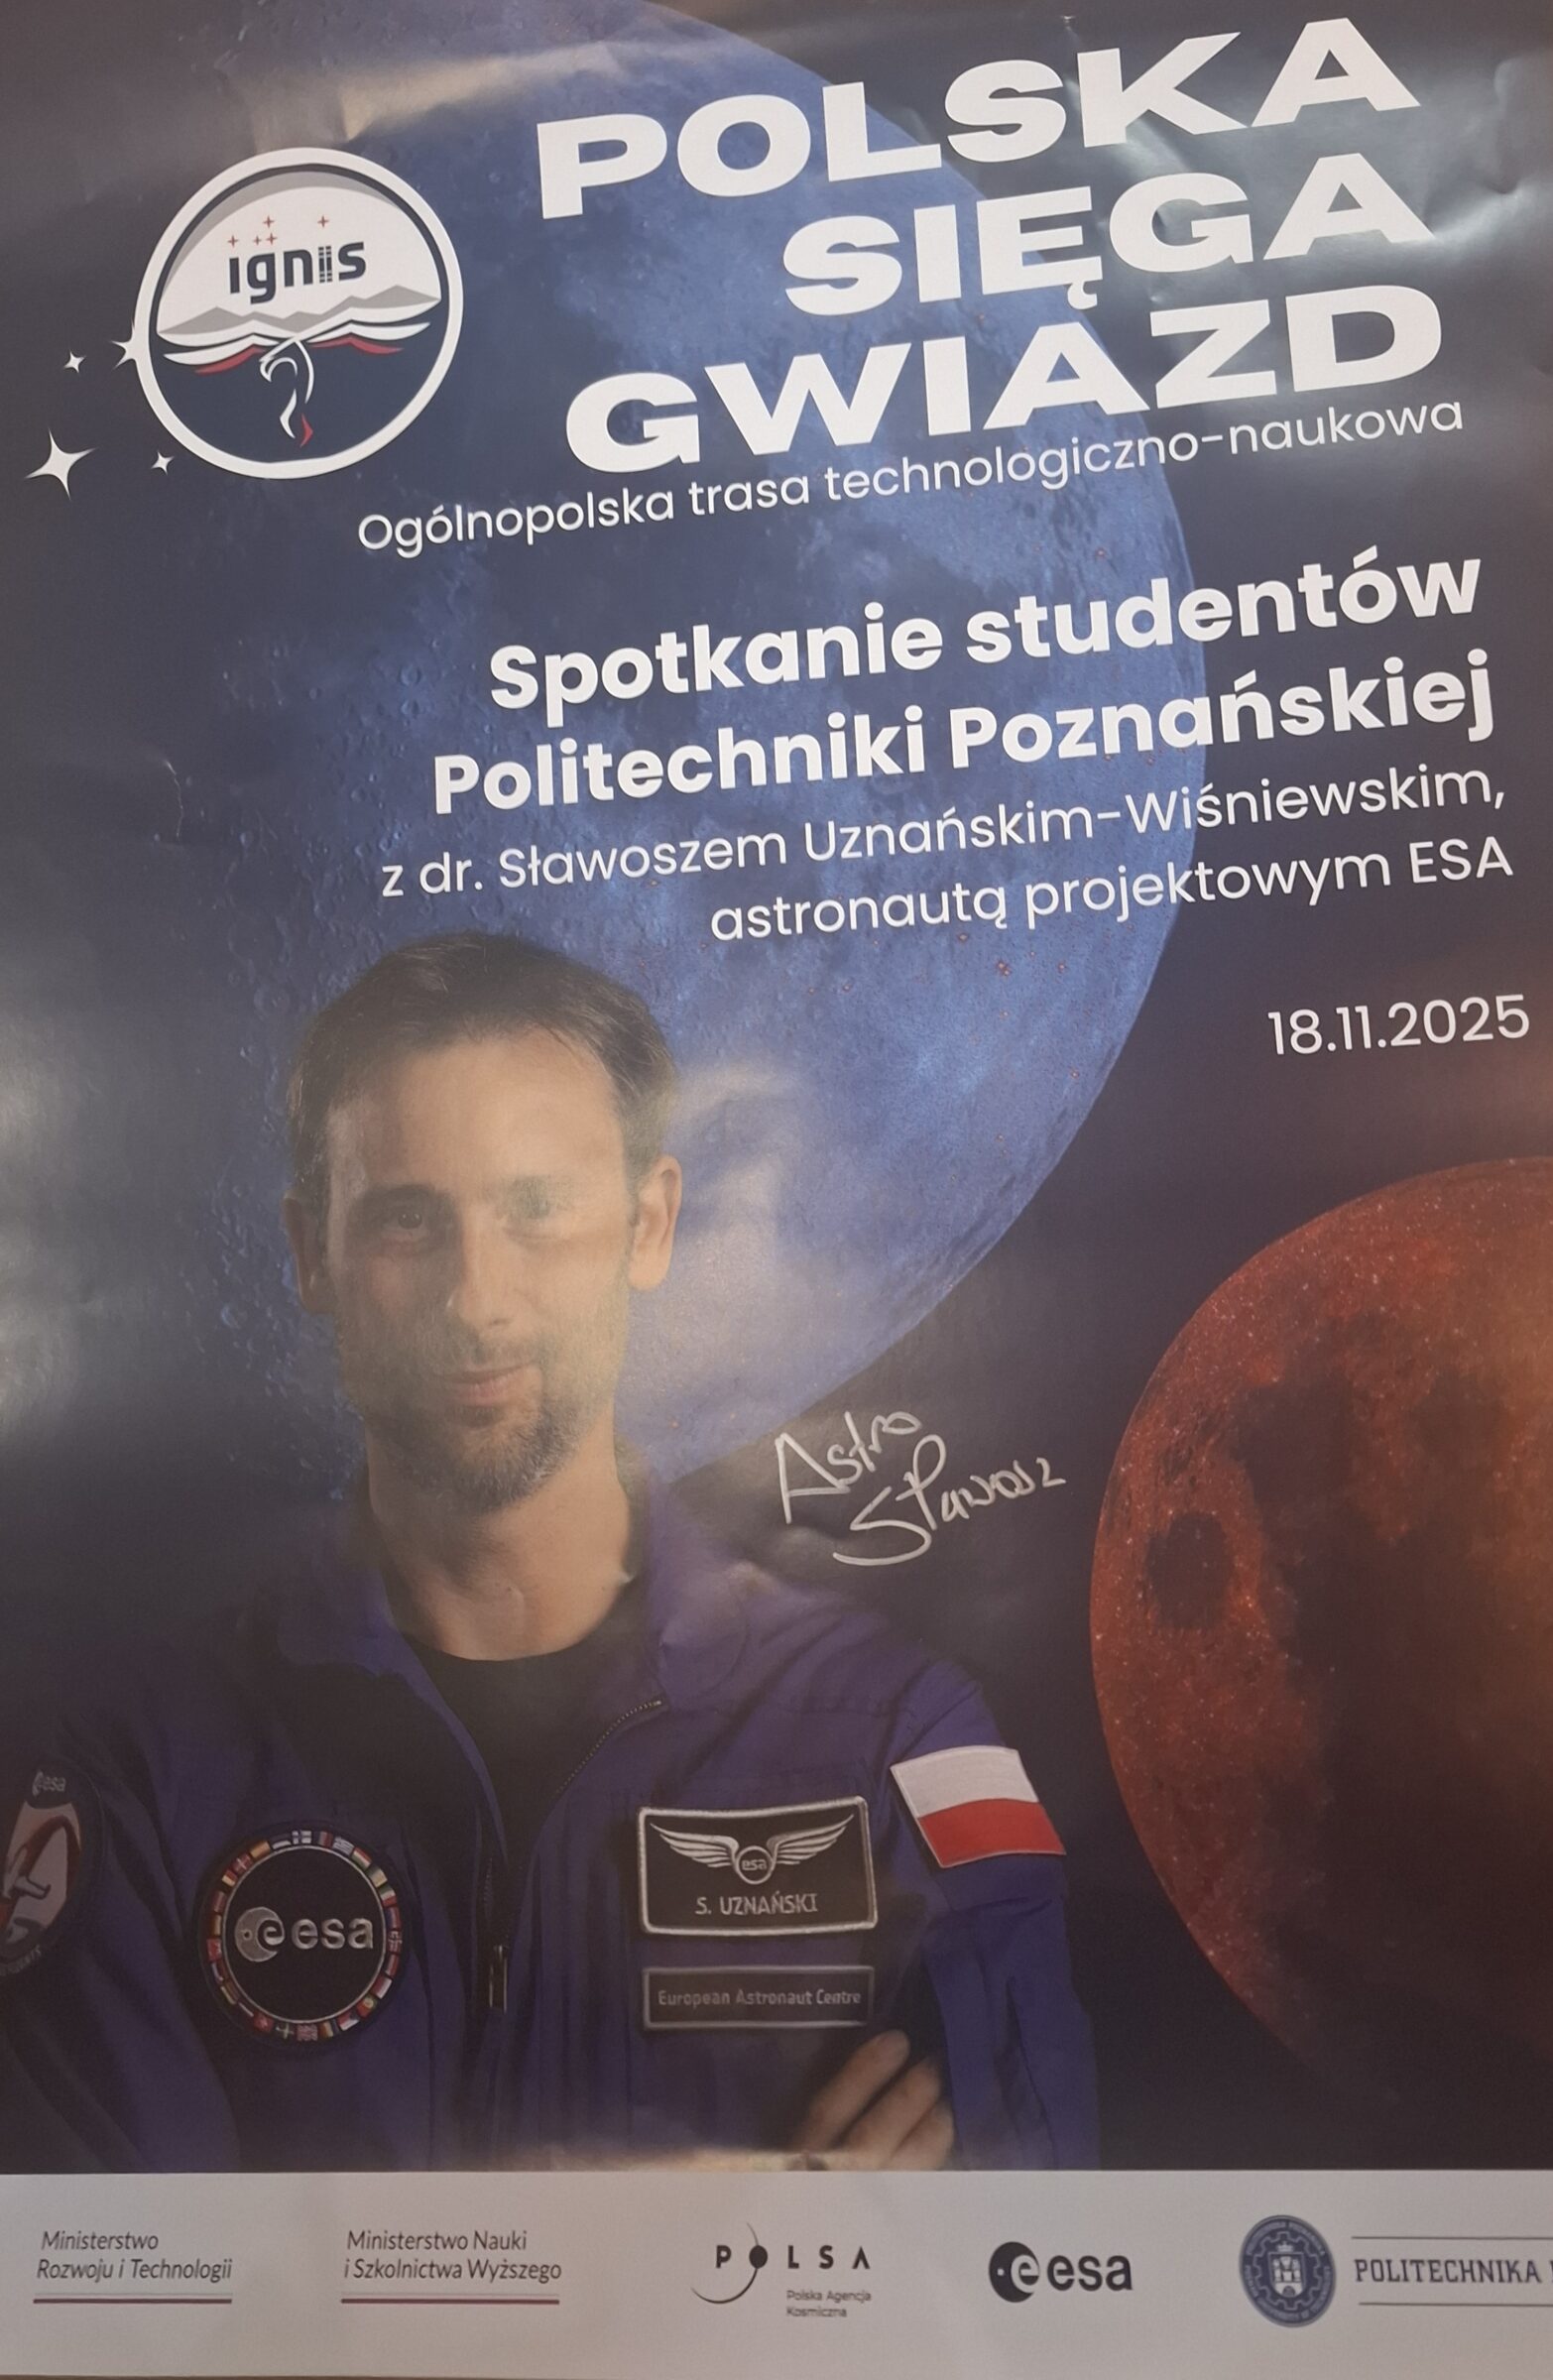 POLSKA
SIĘGA
GWIAZD
ignis
Ogólnopolska trasa technologiczno-naukowa
Spotkanie studentów
Politechniki Poznańskiej
z dr. Sławoszem Uznańskim-Wiśniewskim,
astronautą projektowym ESA
18.11.2025
Astro
Sławosz
esa
esa
esa
S. UZNAŃSKI
European Astronaut Centre
Ministerstwo
Rozwoju i Technologii
Ministerstwo Nauki
i Szkolnictwa Wyższego
POLSA
Polska Agencja
Kosmiczna
esa
POLITECHNIKA